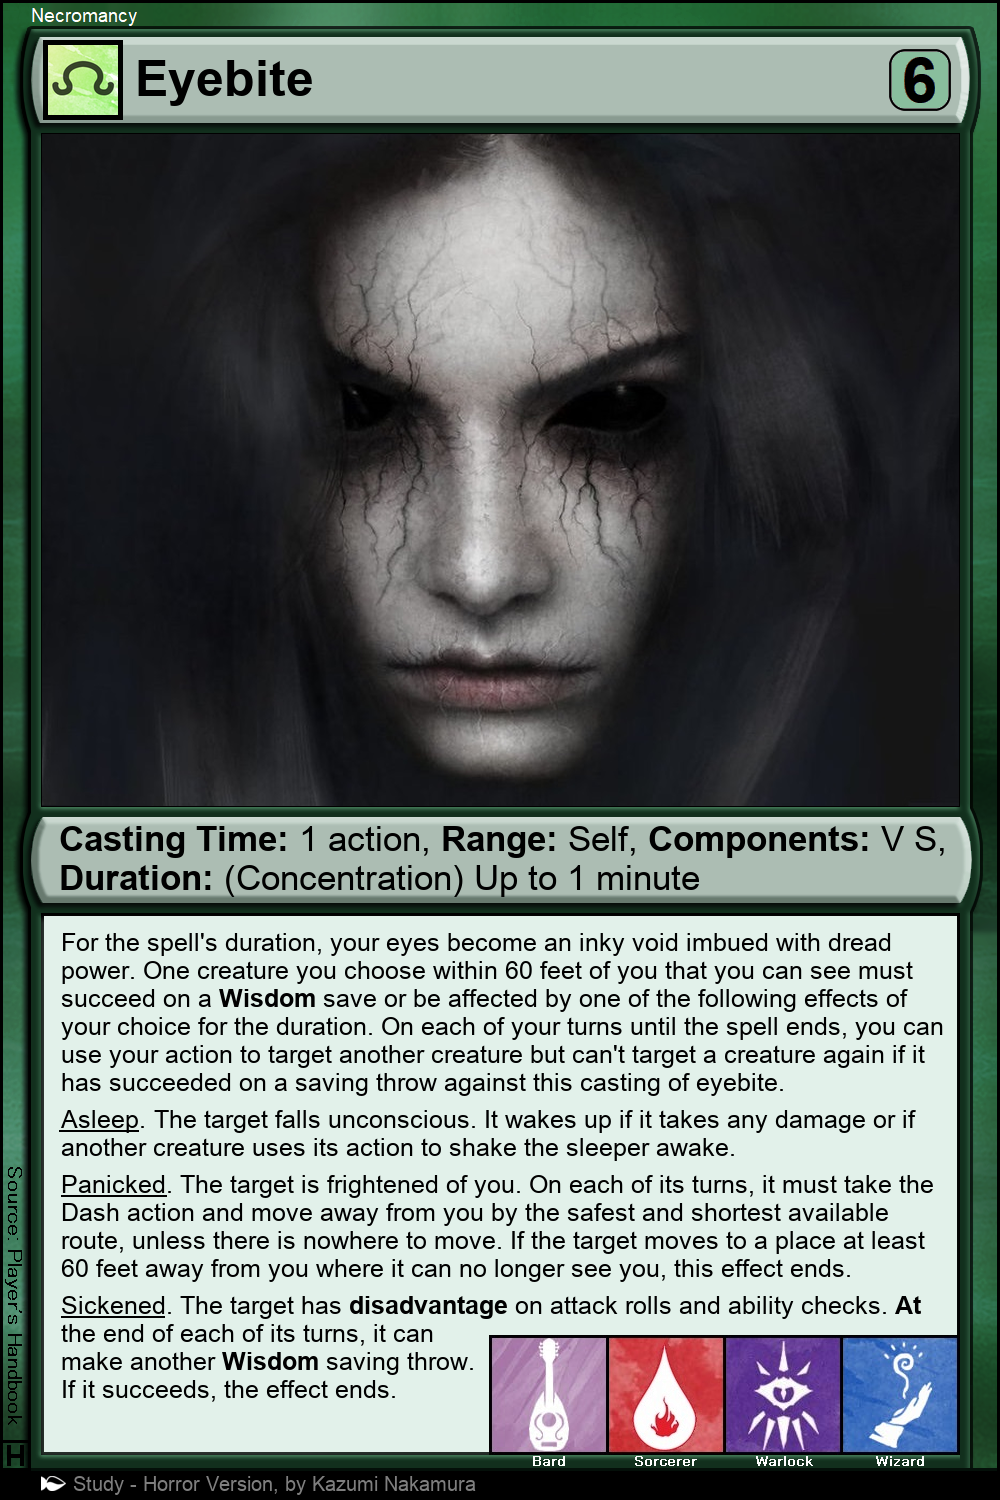 Necromancy
Eyebite
6
Casting Time: 1 action, Range: Self, Components: V S,
Duration: (Concentration) Up to 1 minute
For the spell's duration, your eyes become an inky void imbued with dread
power. One creature you choose within 60 feet of you that you can see must
succeed on a Wisdom save or be affected by one of the following effects of
your choice for the duration. On each of your turns until the spell ends, you can
use your action to target another creature but can't target a creature again if it
has succeeded on a saving throw against this casting of eyebite.
Asleep. The target falls unconscious. It wakes up if it takes any damage or if
another creature uses its action to shake the sleeper awake.
Panicked. The target is frightened of you. On each of its turns, it must take the
Dash action and move away from you by the safest and shortest available
route, unless there is nowhere to move. If the target moves to a place at least
60 feet away from you where it can no longer see you, this effect ends.
Sickened. The target has disadvantage on attack rolls and ability checks. At
the end of each of its turns, it can
make another Wisdom saving throw.
If it succeeds, the effect ends.
Bard
Sorcerer
Warlock
Wizard
Source: Player's Handbook
H
Study - Horror Version, by Kazumi Nakamura